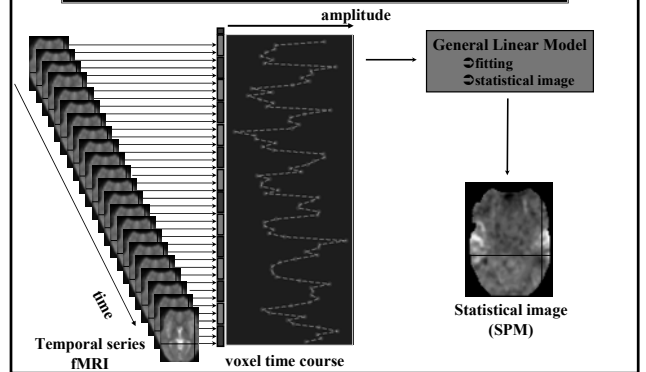 amplitude
General Linear Model
➲fitting
➲statistical image
time
Temporal series
fMRI
voxel time course
Statistical image
(SPM)